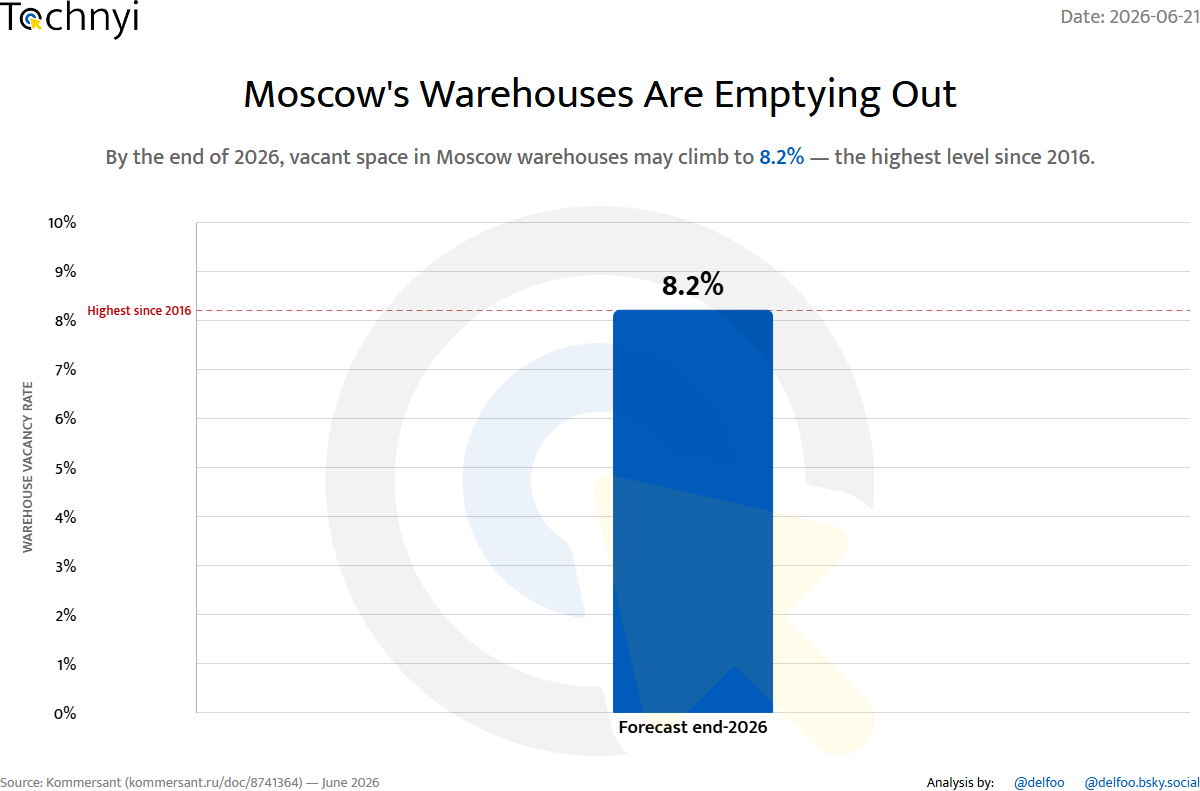 Tochnyi
Date: 2026-06-21
Moscow's Warehouses Are Emptying Out
By the end of 2026, vacant space in Moscow warehouses may climb to 8.2% — the highest level since 2016.
WAREHOUSE VACANCY RATE
10%
9%
8%
7%
6%
5%
4%
3%
2%
1%
0%
Highest since 2016
8.2%
Forecast end-2026
Source: Kommersant (kommersant.ru/doc/8741364) — June 2026
Analysis by: @delfoo @delfoo.bsky.social